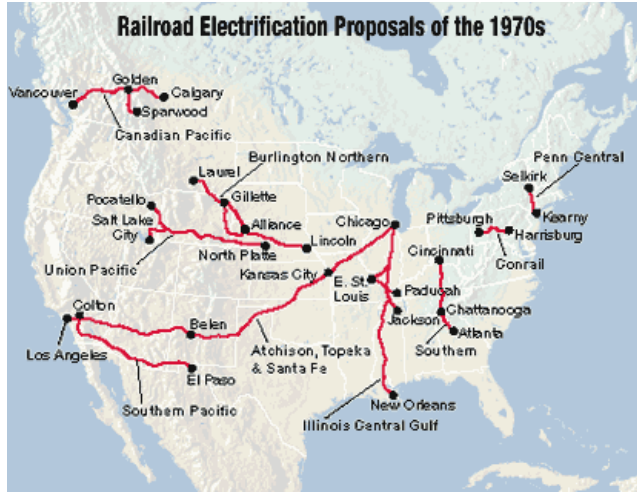 Railroad Electrification Proposals of the 1970s
Golden
Vancouver
Calgary
Sparwood
Canadian Pacific
Burlington Northern
Penn Central
Laurel
Selkirk
Gillette
Pocatello
Kearny
Salt Lake
City
Alliance
Chicago
Pittsburgh
Harrisburg
Lincoln
Cincinnati
Conrail
North Platte
Union Pacific
Kansas City
E. St.
Louis
Paducah
Colton
Chattanooga
Jackson
Belen
Atlanta
Los Angeles
Atchison, Topeka
& Santa Fe
Southern
El Paso
Southern Pacific
New Orleans
Illinois Central Gulf